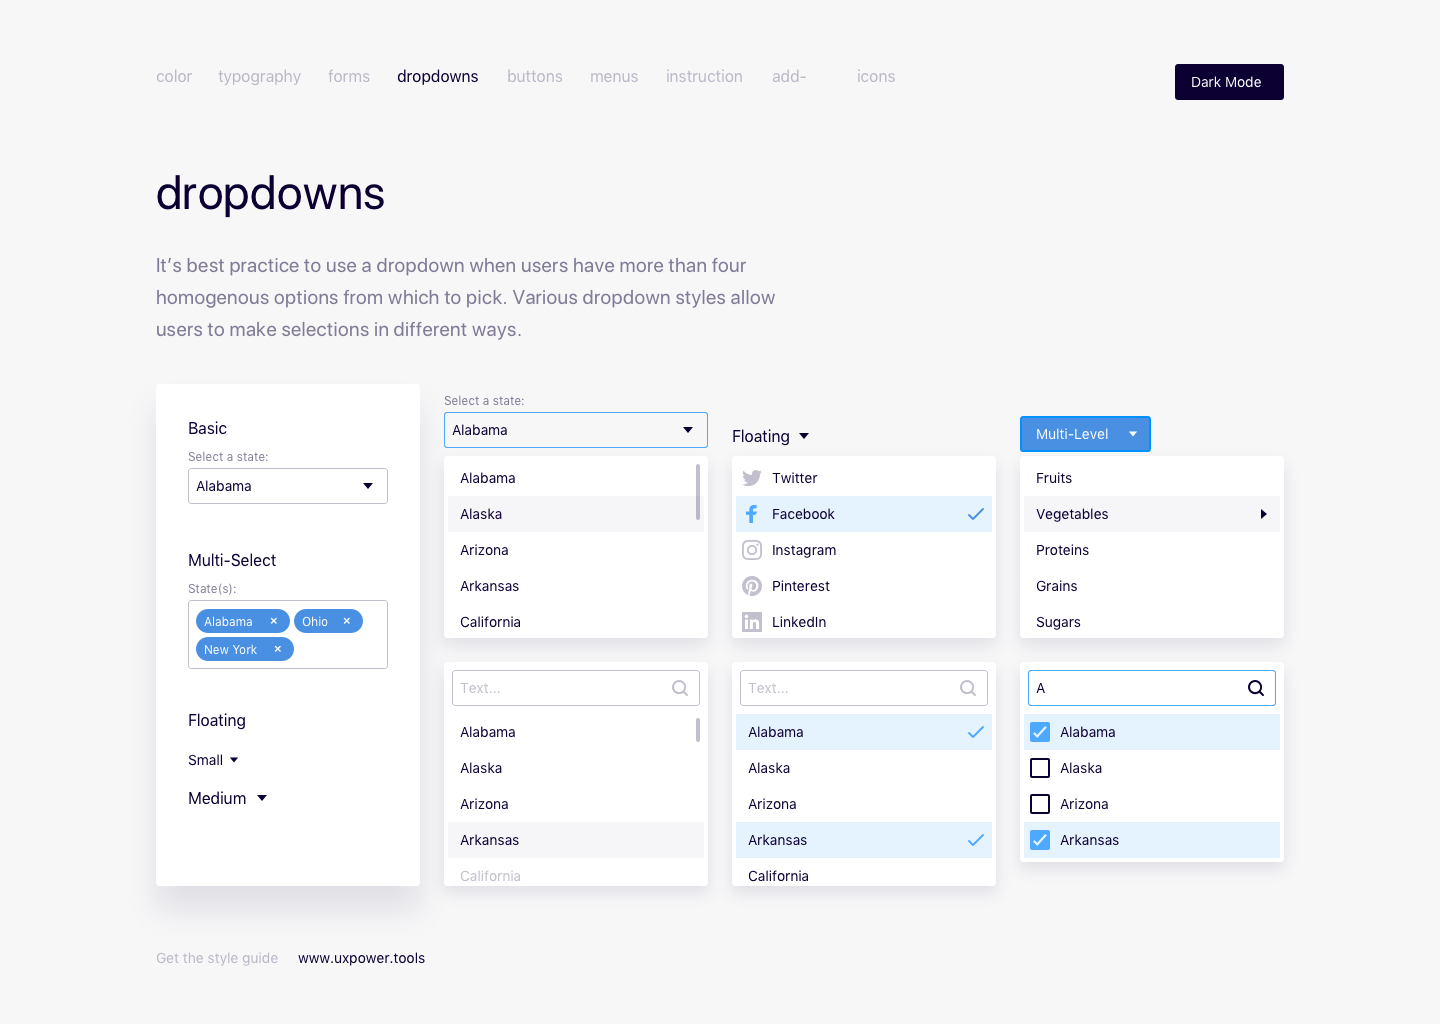 color typography forms dropdowns buttons menus instruction add- icons
Dark Mode
dropdowns
It’s best practice to use a dropdown when users have more than four
homogenous options from which to pick. Various dropdown styles allow
users to make selections in different ways.
Basic
Select a state:
Alabama
Multi-Select
State(s):
Alabama × Ohio ×
New York ×
Floating
Small
Medium
Select a state:
Alabama
Alabama
Alaska
Arizona
Arkansas
California
Floating
Twitter
Facebook
Instagram
Pinterest
LinkedIn
Multi-Level
Fruits
Vegetables
Proteins
Grains
Sugars
Text...
Alabama
Alaska
Arizona
Arkansas
California
Text...
Alabama
Alaska
Arizona
Arkansas
California
A
Alabama
Alaska
Arizona
Arkansas
Get the style guide www.uxpower.tools